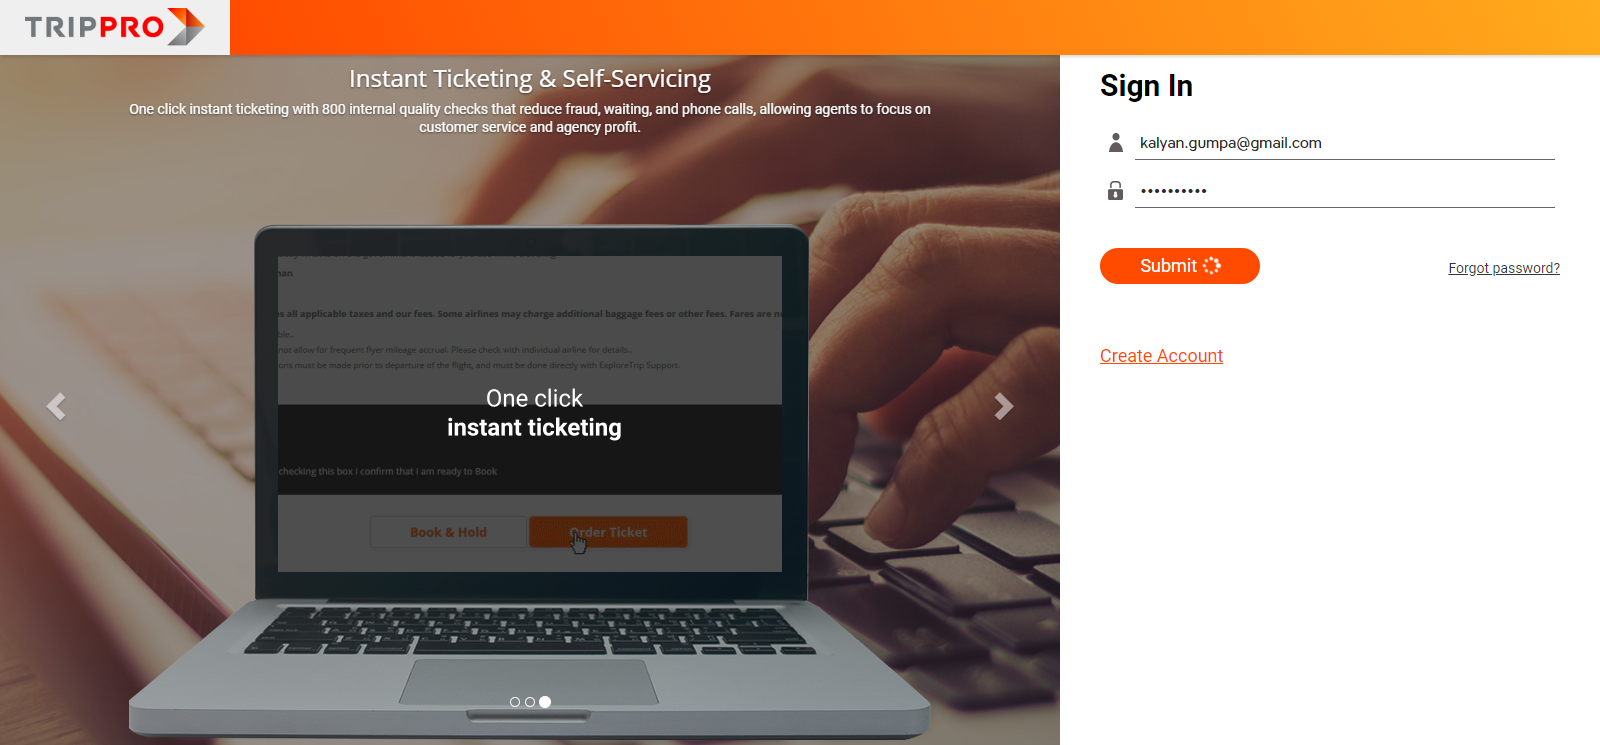 TRIPPRO
Instant Ticketing & Self-Servicing
One click instant ticketing with 800 internal quality checks that reduce fraud, waiting, and phone calls, allowing agents to focus on
customer service and agency profit.
s all applicable taxes and our fees. Some airlines may charge additional baggage fees or other fees. Fares are no
ble..
not allow for frequent flyer mileage accrual. Please check with individual airline for details..
ons must be made prior to departure of the flight, and must be done directly with ExploreTrip Support.
One click
instant ticketing
checking this box I confirm that I am ready to Book
Book & Hold
Order Ticket
Sign In
kalyan.gumpa@gmail.com
Submit
Forgot password?
Create Account